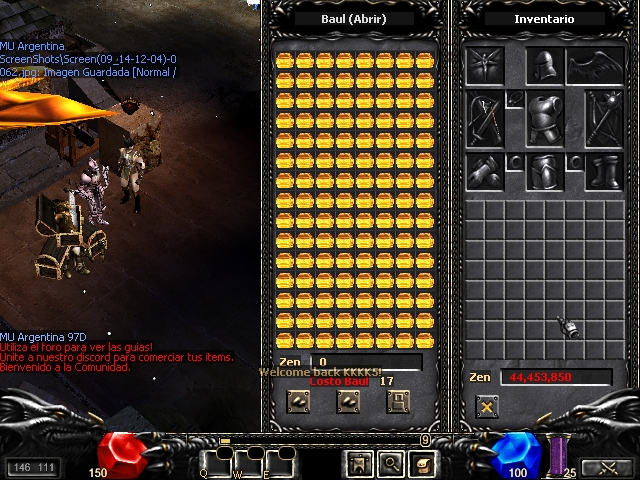 Baul (Abrir)
Inventario
MU Argentina
ScreenShots\Screen(09_14-12-04)-0
062.jpg: Imagen Guardada [Normal /
MU Argentina 97D
Utiliza el foro para ver las guias!
Unite a nuestro discord para comerciar tus items.
Bienvenido a la Comunidad.
Zen 0
Welcome back KKKK5!
Losto Baul 17
Zen 44,453,850
9
146 111
150
Q W E
100
25